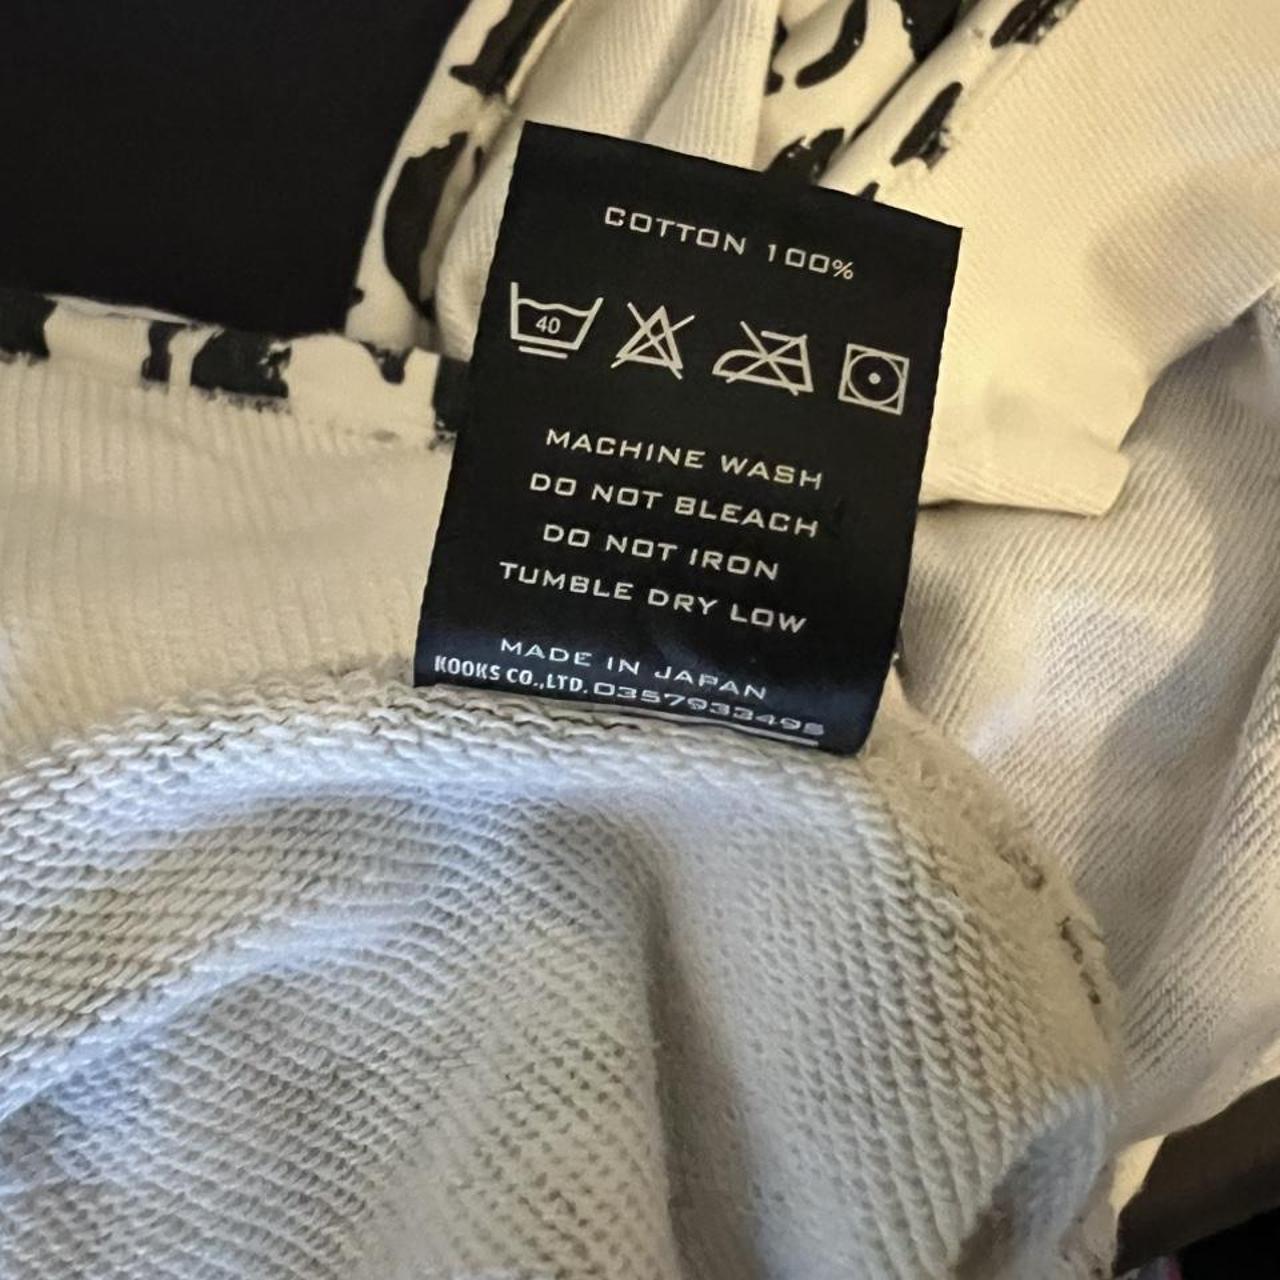 COTTON 100%
40
MACHINE WASH
DO NOT BLEACH
DO NOT IRON
TUMBLE DRY LOW
MADE IN JAPAN
KOOKS CO.,LTD. 0357933495